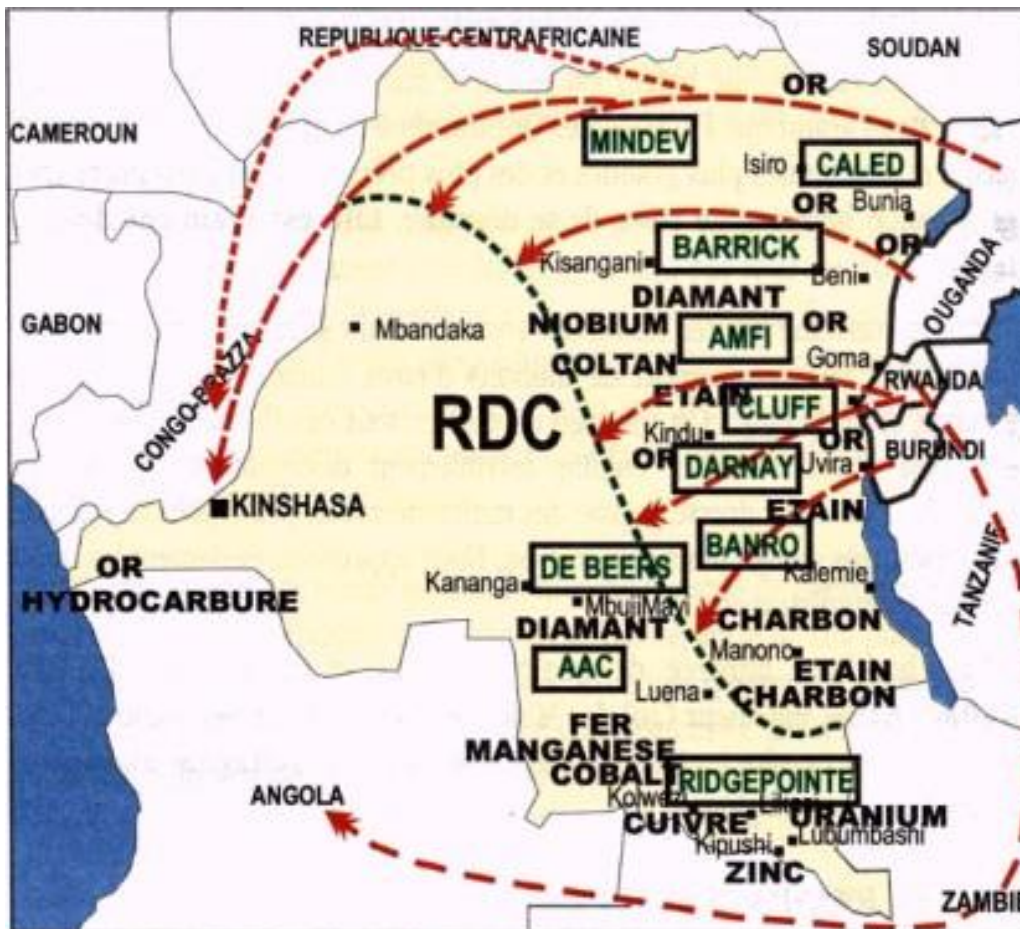 REPUBLIQUE CENTRAFRICAINE
SOUDAN
CAMEROUN
OR
MINDEV
Isiro
CALED
OR
Bunia
BARRICK
OR
Kisangani
Beni
OUGANDA
GABON
DIAMANT
Mbandaka
NIOBIUM
AMFI
OR
COLTAN
Goma
CONGO-BRAZZA
RWANDA
ETAIN
CLUFF
RDC
Kindu
OR
BURUNDI
OR
DARNAY
Uvira
KINSHASA
ETAIN
BANRO
OR
DE BEERS
Kananga
Kalemie
HYDROCARBURE
MbujiMayi
TANZANIE
DIAMANT
CHARBON
AAC
Manono
ETAIN
Luena
CHARBON
FER
MANGANESE
COBALT
RIDGEPOINTE
ANGOLA
Kolwezi
CUIVRE
URANIUM
Kipushi
Lubumbashi
ZINC
ZAMBIE